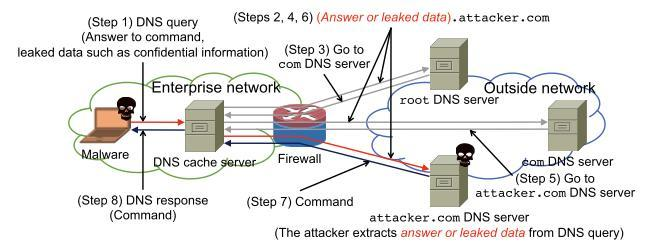 (Step 1) DNS query
(Answer to command,
leaked data such as confidential information)
(Steps 2, 4, 6) (Answer or leaked data).attacker.com
(Step 3) Go to
com DNS server
Enterprise network
Outside network
root DNS server
Malware
DNS cache server
Firewall
com DNS server
(Step 5) Go to
attacker.com DNS server
(Step 8) DNS response
(Command)
(Step 7) Command
attacker.com DNS server
(The attacker extracts answer or leaked data from DNS query)